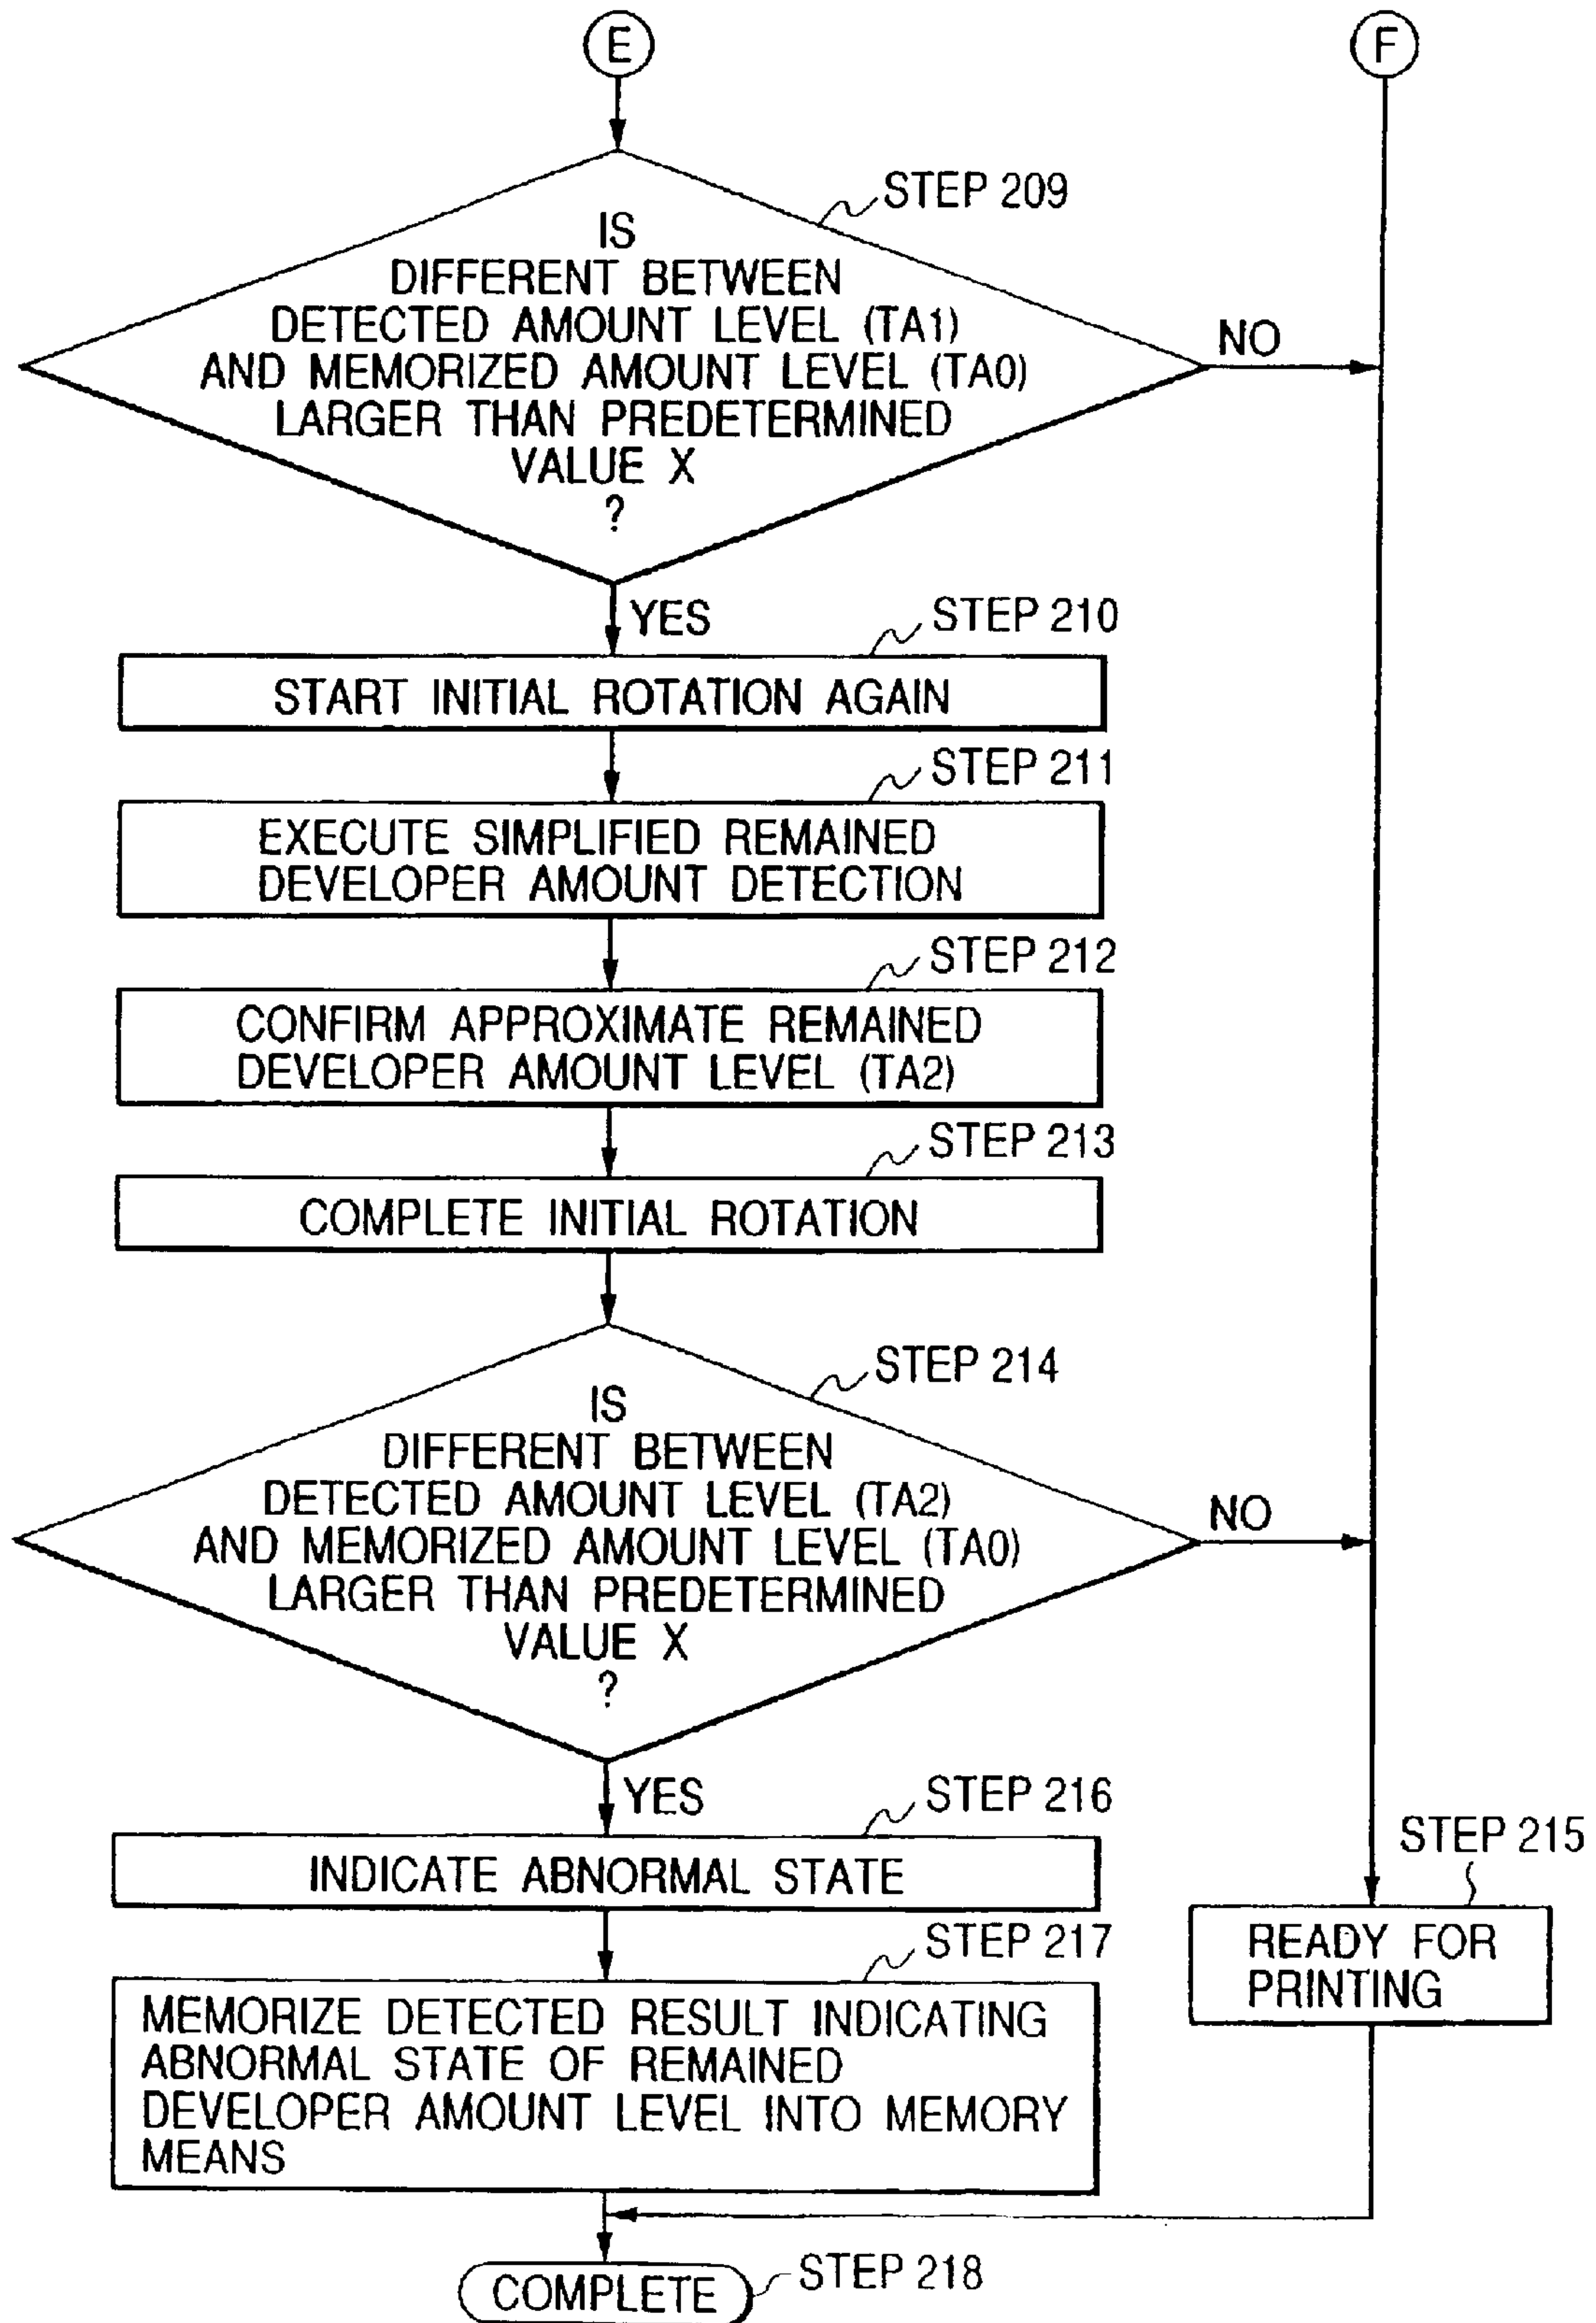 E
F
STEP 209
IS
DIFFERENT BETWEEN
DETECTED AMOUNT LEVEL (TA1)
AND MEMORIZED AMOUNT LEVEL (TA0)
LARGER THAN PREDETERMINED
VALUE X
?
NO
YES
STEP 210
START INITIAL ROTATION AGAIN
STEP 211
EXECUTE SIMPLIFIED REMAINED
DEVELOPER AMOUNT DETECTION
STEP 212
CONFIRM APPROXIMATE REMAINED
DEVELOPER AMOUNT LEVEL (TA2)
STEP 213
COMPLETE INITIAL ROTATION
STEP 214
IS
DIFFERENT BETWEEN
DETECTED AMOUNT LEVEL (TA2)
AND MEMORIZED AMOUNT LEVEL (TA0)
LARGER THAN PREDETERMINED
VALUE X
?
NO
YES
STEP 216
INDICATE ABNORMAL STATE
STEP 215
READY FOR
PRINTING
STEP 217
MEMORIZE DETECTED RESULT INDICATING
ABNORMAL STATE OF REMAINED
DEVELOPER AMOUNT LEVEL INTO MEMORY
MEANS
COMPLETE
STEP 218